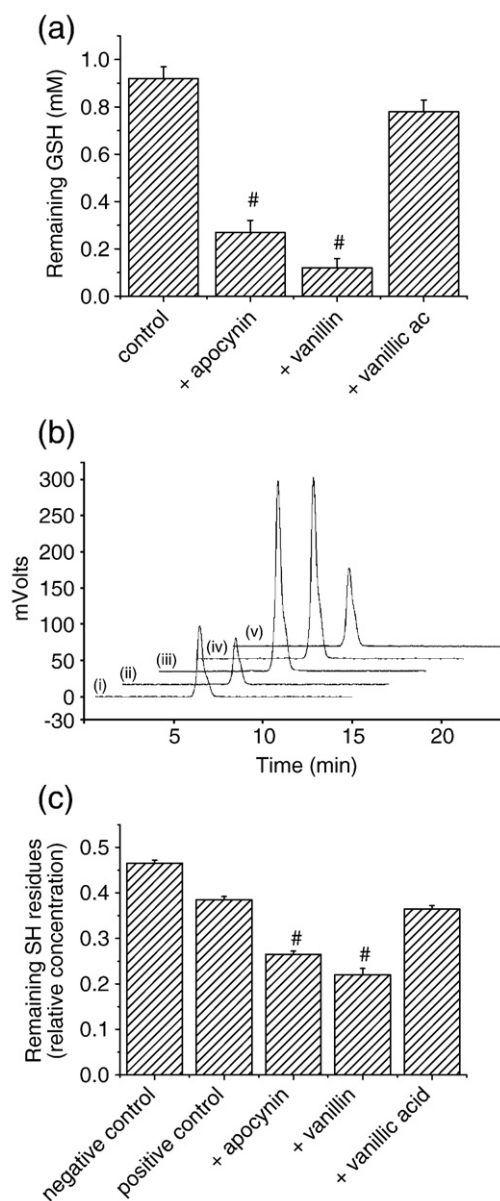 (a)
Remaining GSH (mM)
1.0
0.8
0.6
0.4
0.2
0.0
#
#
control
+ apocynin
+ vanillin
+ vanillic ac
(b)
mVolts
300
250
200
150
100
50
0
-30
(i)
(ii)
(iii)
(iv)
(v)
5
10
15
20
Time (min)
(c)
Remaining SH residues
(relative concentration)
0.5
0.4
0.3
0.2
0.1
0.0
#
#
negative control
positive control
+ apocynin
+ vanillin
+ vanillic acid